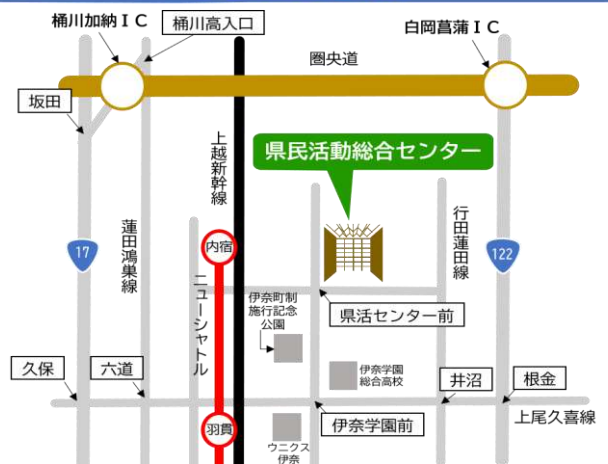 桶川加納ＩＣ
桶川高入口
白岡菖蒲ＩＣ
圏央道
坂田
上越新幹線
県民活動総合センター
蓮田鴻巣線
行田蓮田線
17
内宿
122
ニューシャトル
伊奈町制
施行記念
公園
県活センター前
久保
六道
伊奈学園
総合高校
井沼
根金
上尾久喜線
羽貫
伊奈学園前
ウニクス
伊奈